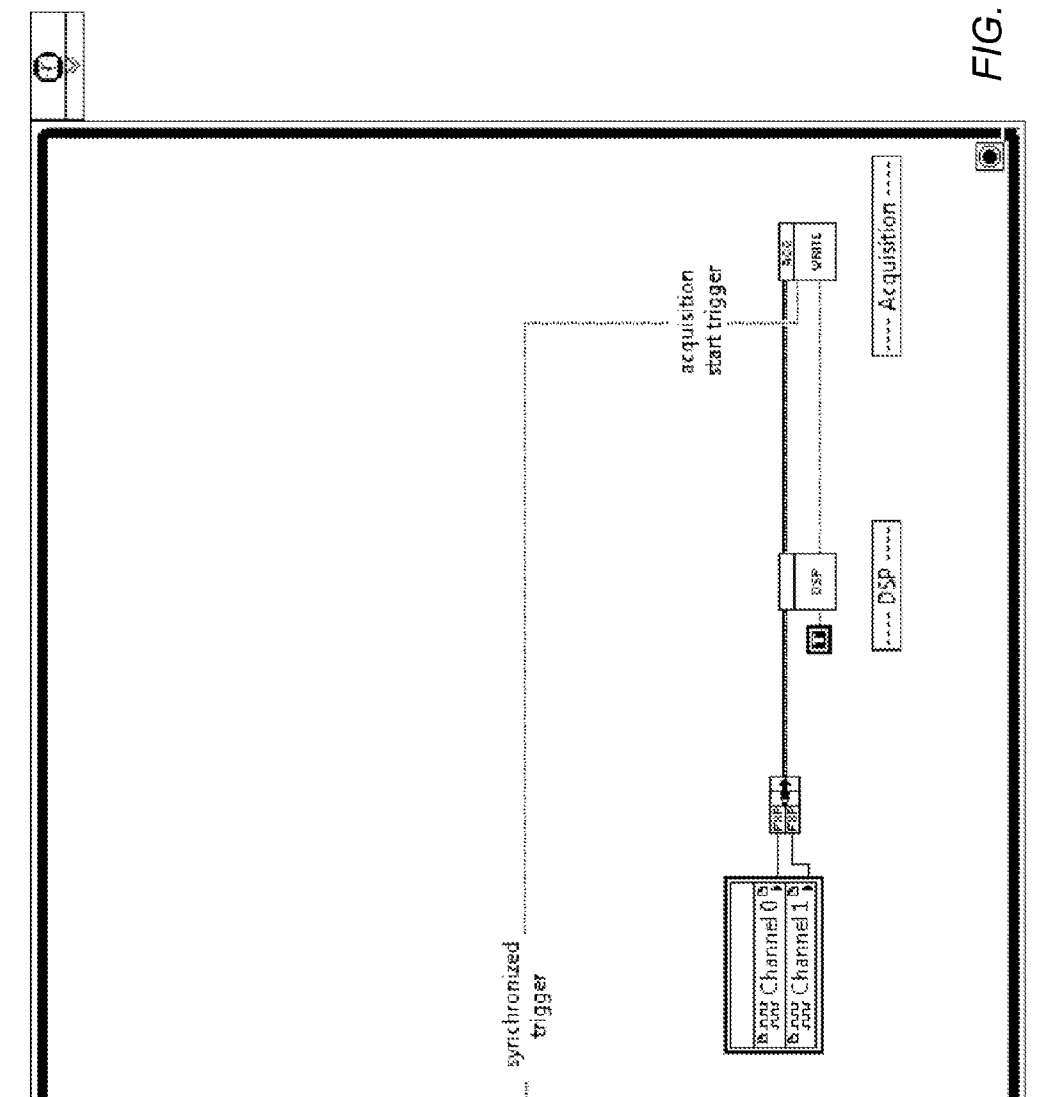 FIG.
synchronized
trigger
acquisition
start trigger
Channel 0
Channel 1
DSP
WRITE
---- DSP ----
---- Acquisition ----